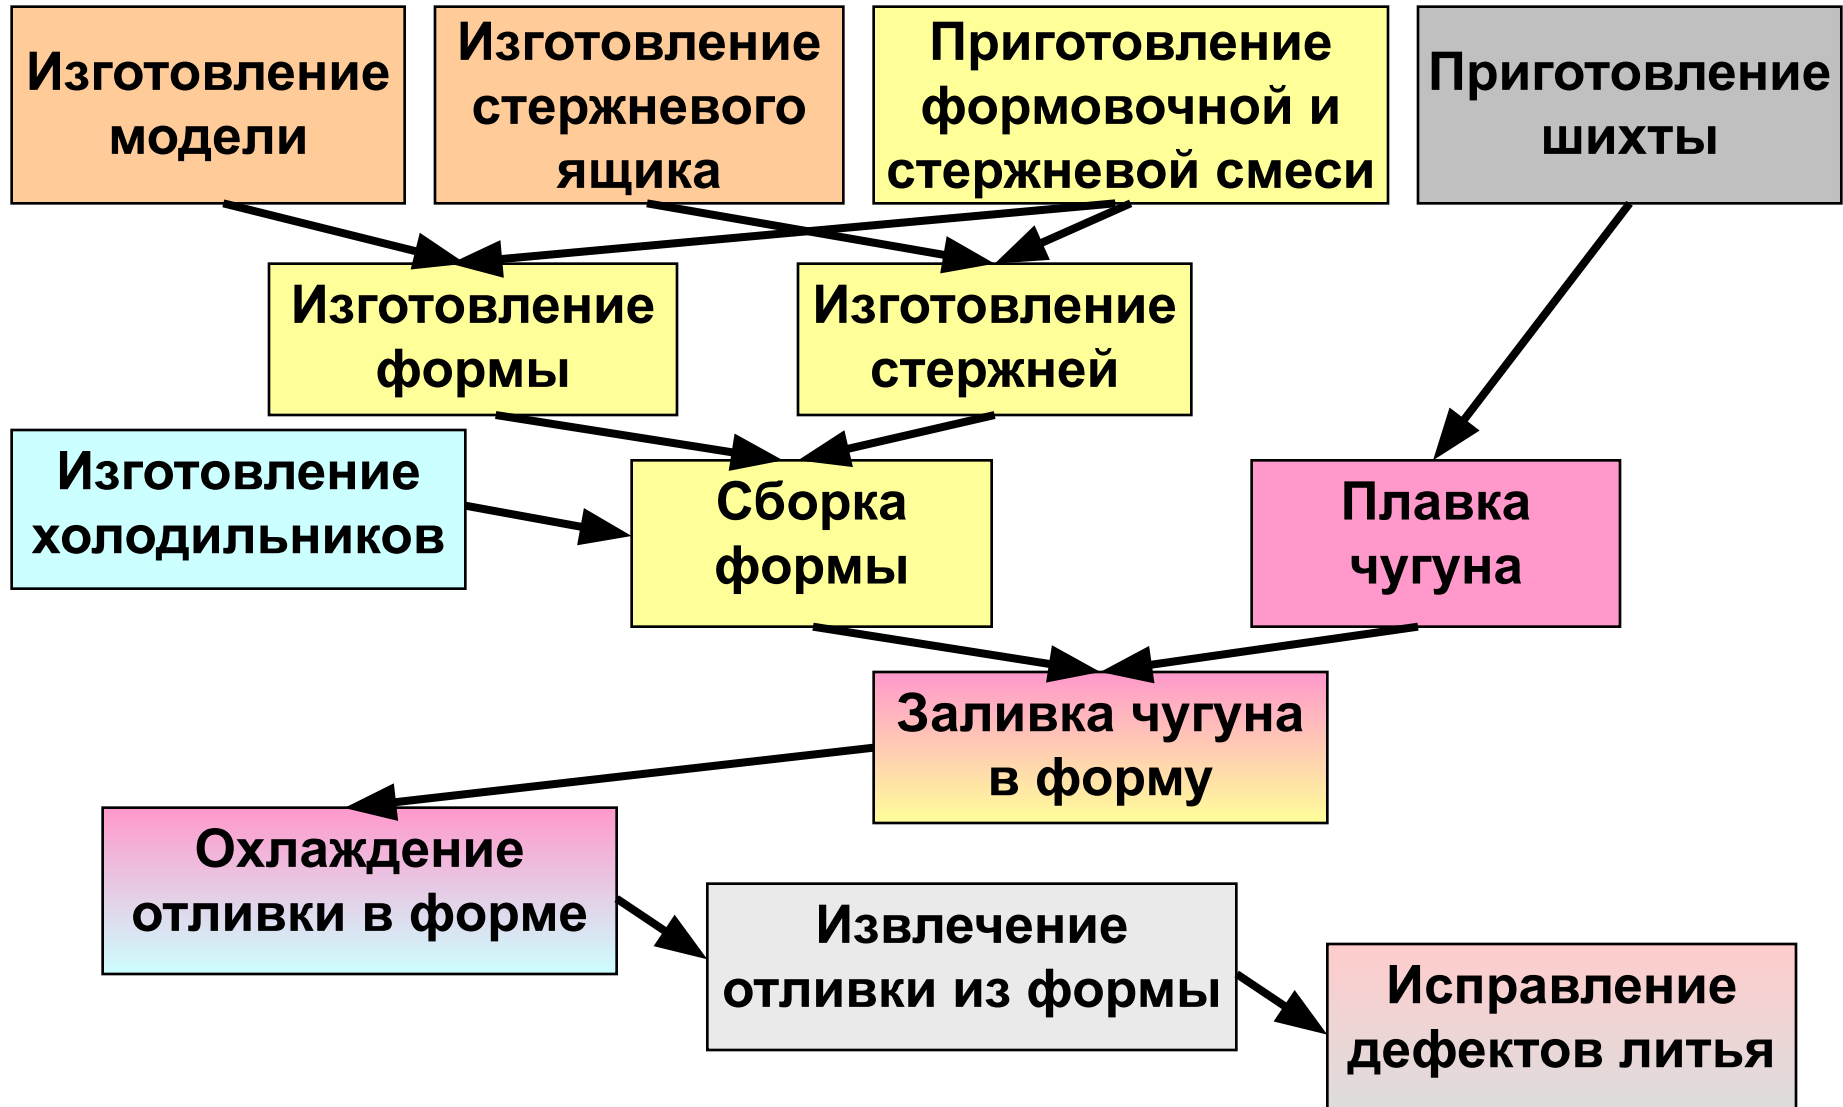 Изготовление
модели
Изготовление
стержневого
ящика
Приготовление
формовочной и
стержневой смеси
Приготовление
шихты
Изготовление
формы
Изготовление
стержней
Изготовление
холодильников
Сборка
формы
Плавка
чугуна
Заливка чугуна
в форму
Охлаждение
отливки в форме
Извлечение
отливки из формы
Исправление
дефектов литья